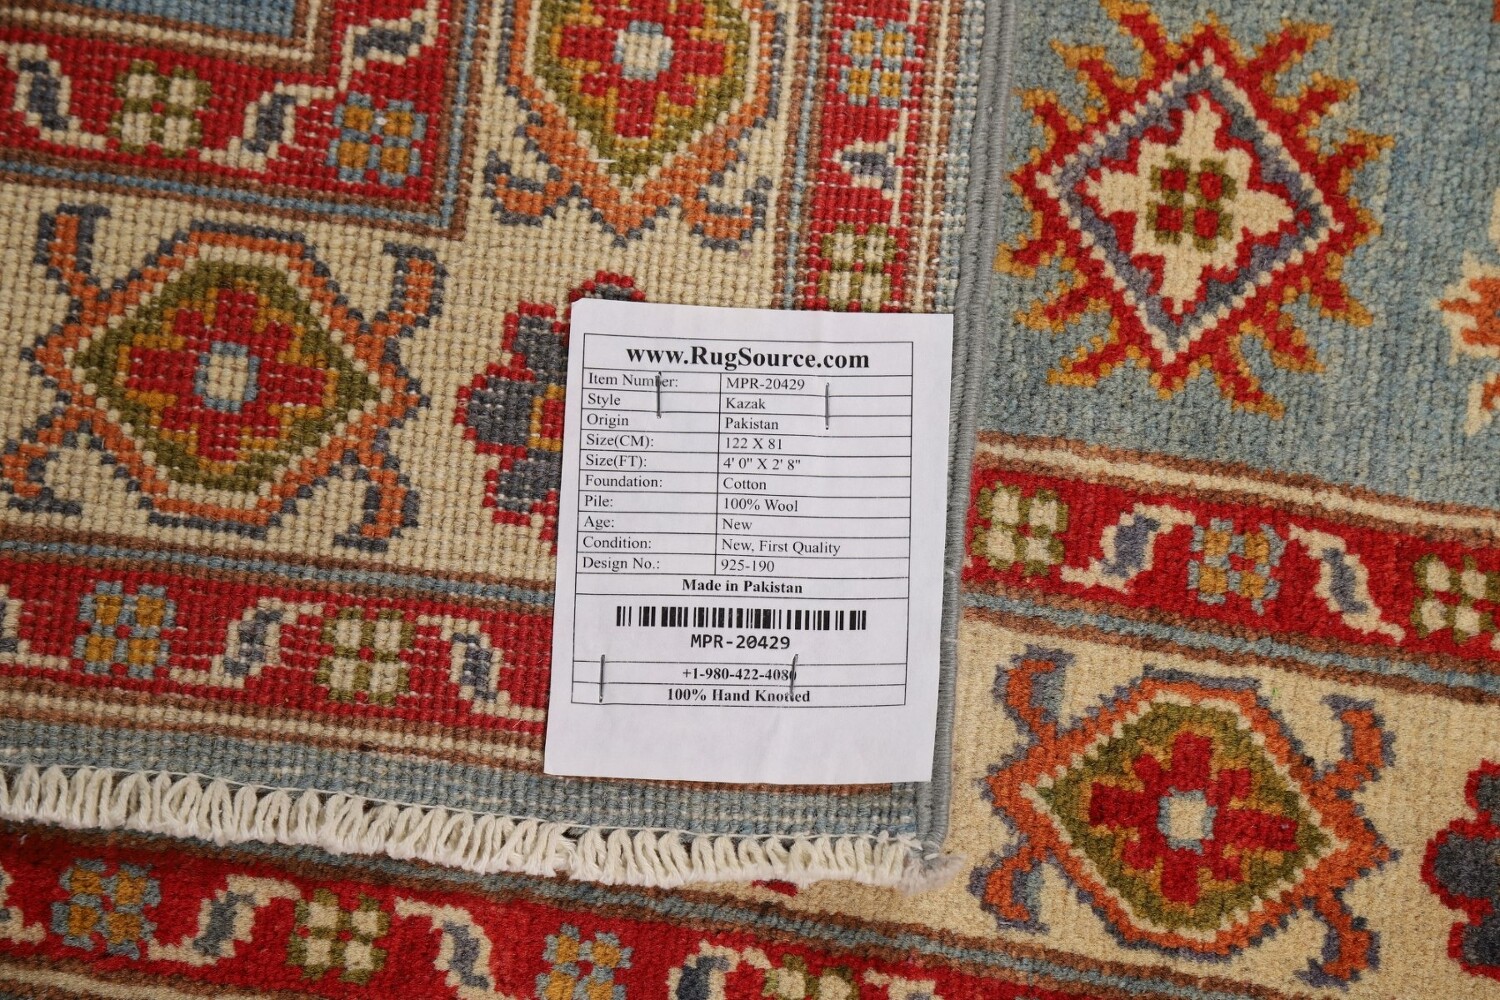 www.RugSource.com
Item Number: MPR-20429
Style Kazak
Origin Pakistan
Size(CM): 122 X 81
Size(FT): 4' 0" X 2' 8"
Foundation: Cotton
Pile: 100% Wool
Age: New
Condition: New, First Quality
Design No.: 925-190
Made in Pakistan
MPR-20429
+1-980-422-4080
100% Hand Knotted